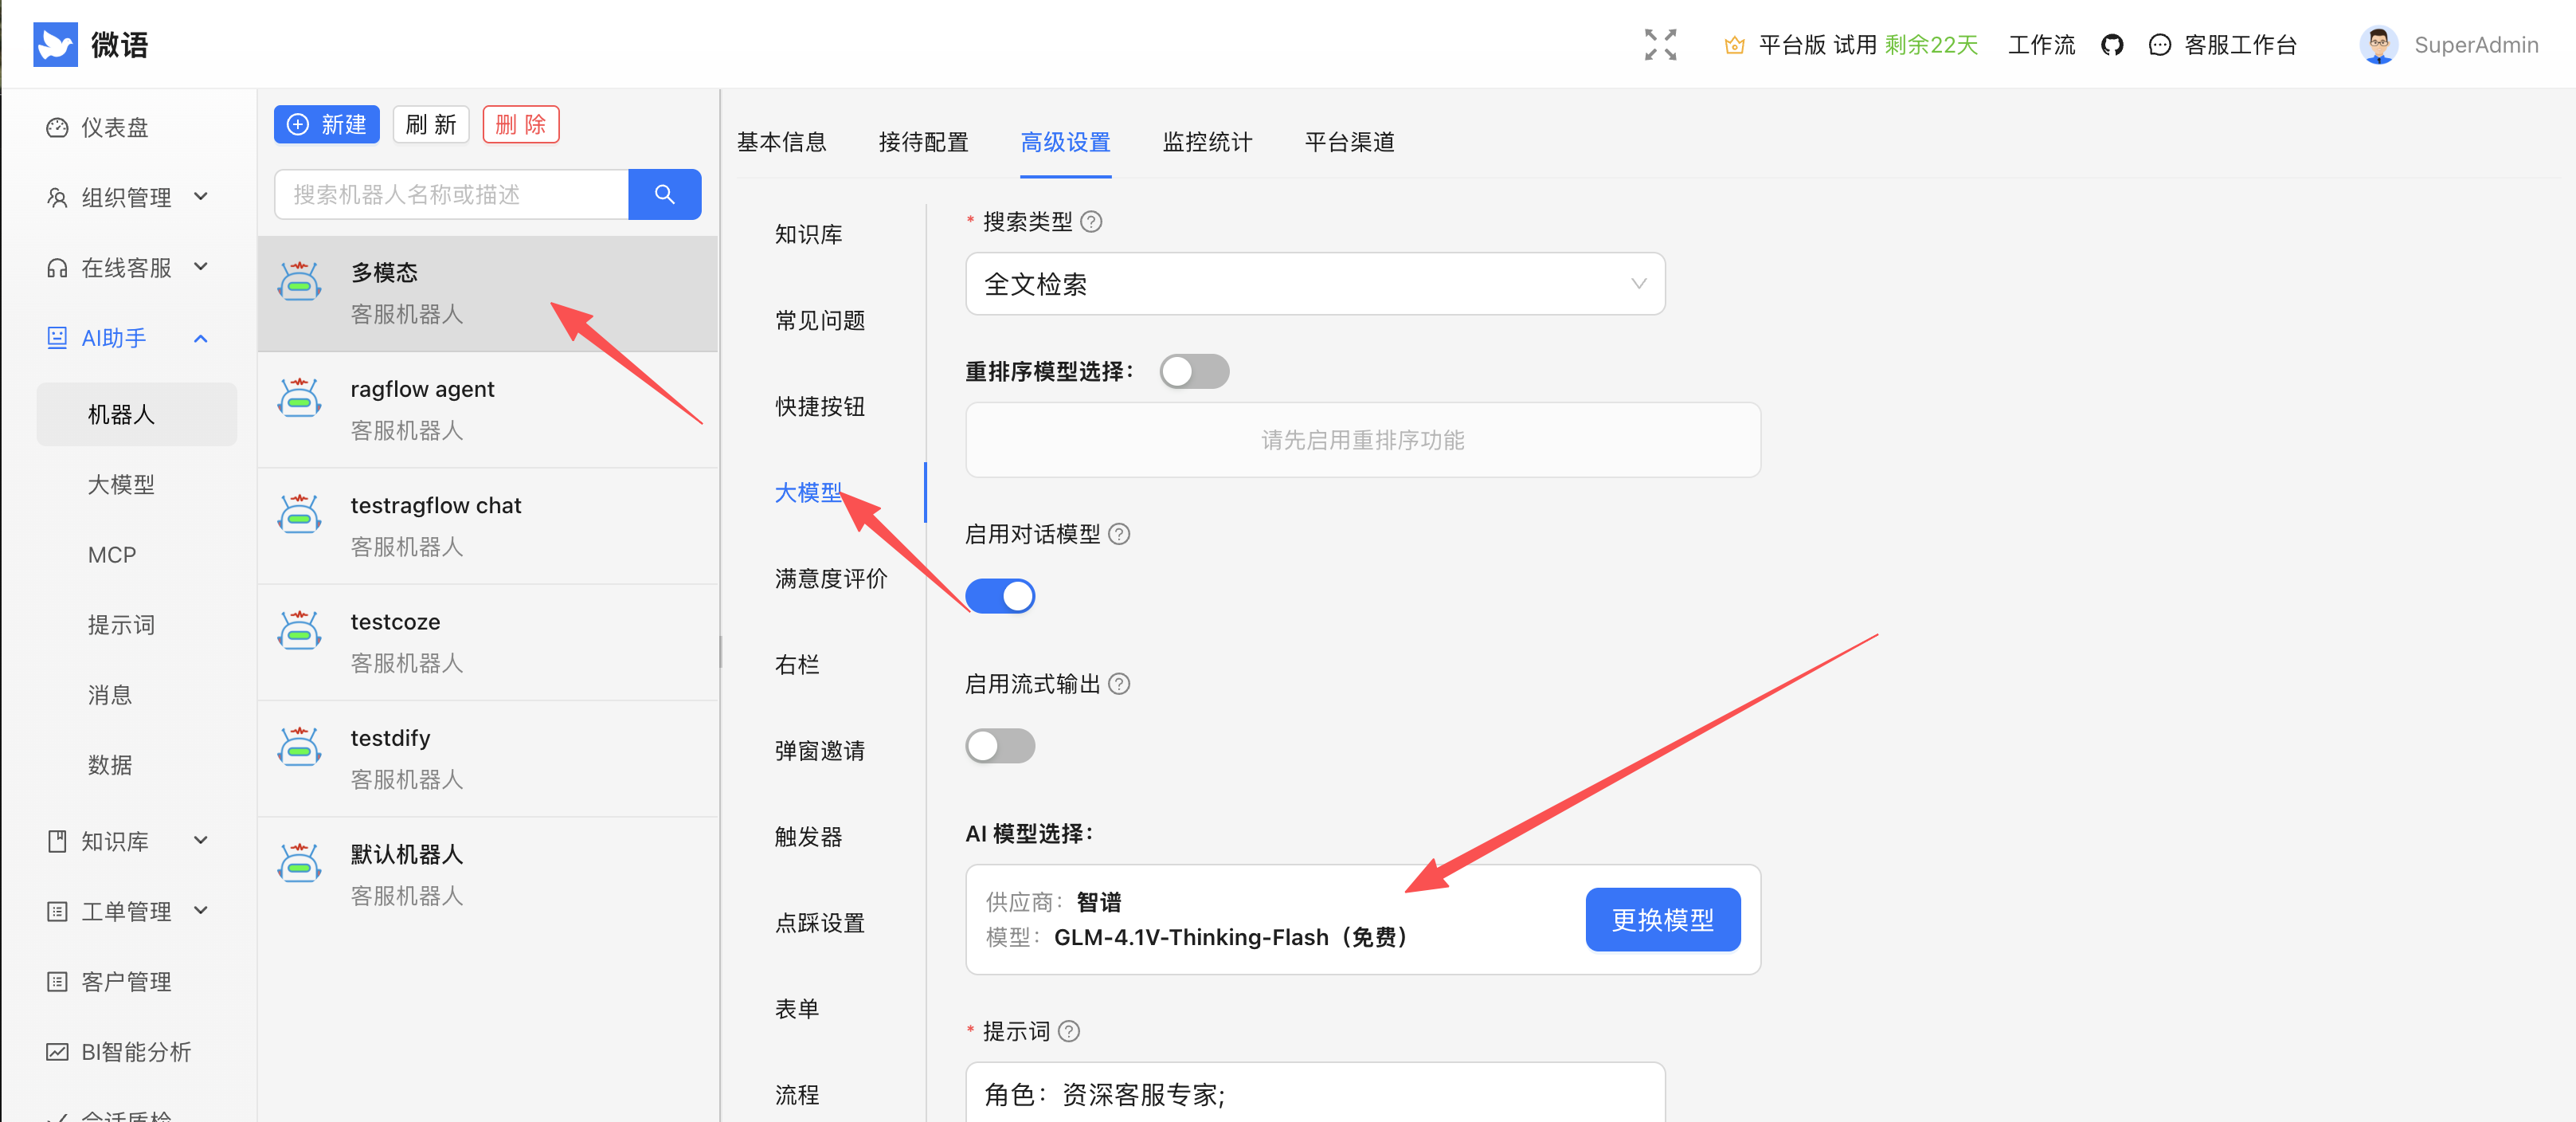 微语
平台版 试用 剩余22天
工作流
客服工作台
SuperAdmin
仪表盘
组织管理
在线客服
AI助手
机器人
大模型
MCP
提示词
消息
数据
知识库
工单管理
客户管理
BI智能分析
会话质检
新建
刷 新
删 除
搜索机器人名称或描述
多模态
客服机器人
ragflow agent
客服机器人
testragflow chat
客服机器人
testcoze
客服机器人
testdify
客服机器人
默认机器人
客服机器人
基本信息
接待配置
高级设置
监控统计
平台渠道
知识库
常见问题
快捷按钮
大模型
满意度评价
右栏
弹窗邀请
触发器
点踩设置
表单
流程
* 搜索类型
全文检索
重排序模型选择：
请先启用重排序功能
启用对话模型
启用流式输出
AI 模型选择：
供应商：智谱
模型：GLM-4.1V-Thinking-Flash（免费）
更换模型
* 提示词
角色：资深客服专家;